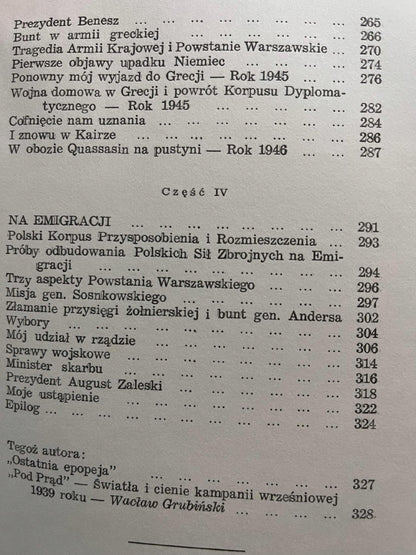 Prezydent Benesz ... ... ... ... ... ... 265
Bunt w armii greckiej ... ... ... ... ... 266
Tragedia Armii Krajowej i Powstanie Warszawskie ... 270
Pierwsze objawy upadku Niemiec ... ... ... 274
Ponowny mój wyjazd do Grecji — Rok 1945 ... ... 276
Wojna domowa w Grecji i powrót Korpusu Dyploma-
tycznego — Rok 1945 ... ... ... ... 282
Cofnięcie nam uznania ... ... ... ... ... 284
I znowu w Kairze ... ... ... ... ... ... 286
W obozie Quassasin na pustyni — Rok 1946 ... ... 287
Część IV
NA EMIGRACJI ... ... ... ... ... ... 291
Polski Korpus Przysposobienia i Rozmieszczenia ... 293
Próby odbudowania Polskich Sił Zbrojnych na Emi-
gracji ... ... ... ... ... ... ... 294
Trzy aspekty Powstania Warszawskiego ... ... ... 296
Misja gen. Sosnkowskiego ... ... ... ... ... 297
Złamanie przysięgi żołnierskiej i bunt gen. Andersa 302
Wybory ... ... ... ... ... ... ... 304
Mój udział w rządzie ... ... ... ... ... 306
Sprawy wojskowe ... ... ... ... ... ... 314
Minister skarbu ... ... ... ... ... ... 316
Prezydent August Zaleski ... ... ... ... ... 318
Moje ustąpienie ... ... ... ... ... ... 322
Epilog ... ... ... ... ... ... ... 324
Tegoż autora:
„Ostatnia epopeja” ... ... ... ... ... 327
„Pod Prąd” — Światła i cienie kampanii wrześniowej
1939 roku — Wacław Grubiński ... ... ... ... 328